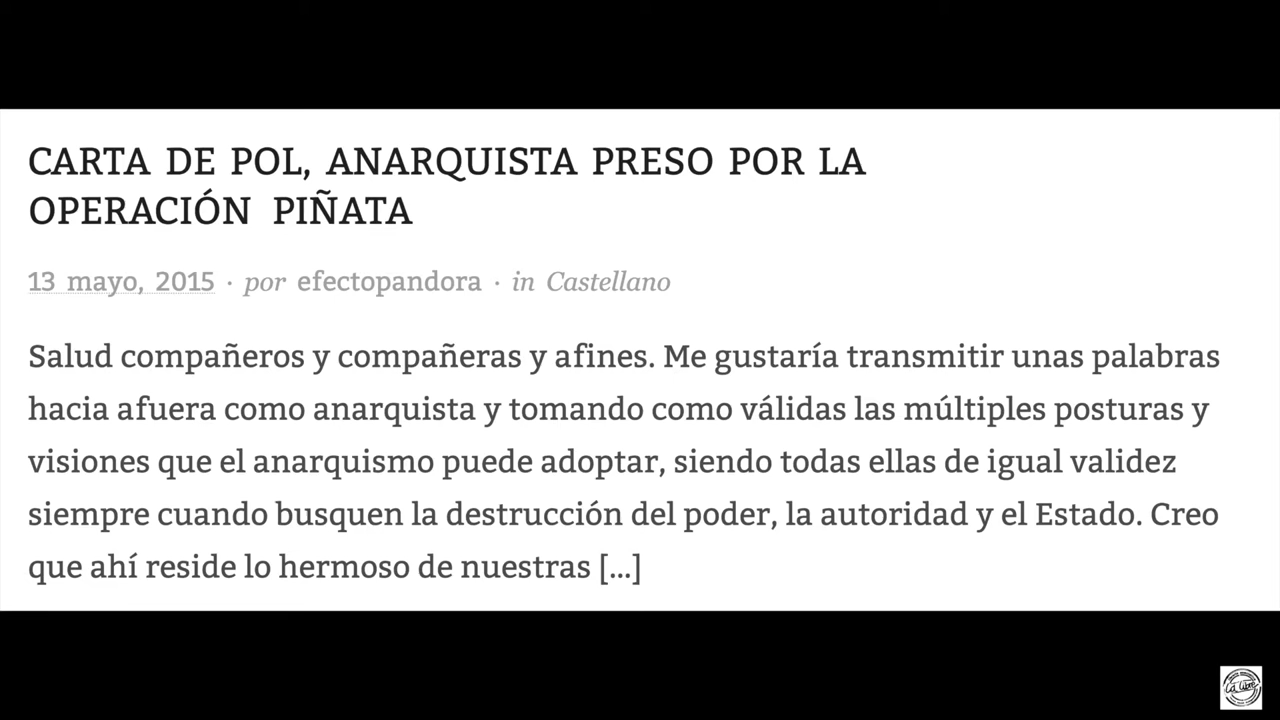 CARTA DE POL, ANARQUISTA PRESO POR LA
OPERACIÓN PIÑATA
13 mayo, 2015 · por efectopandora · in Castellano
Salud compañeros y compañeras y afines. Me gustaría transmitir unas palabras
hacia afuera como anarquista y tomando como válidas las múltiples posturas y
visiones que el anarquismo puede adoptar, siendo todas ellas de igual validez
siempre cuando busquen la destrucción del poder, la autoridad y el Estado. Creo
que ahí reside lo hermoso de nuestras [...]